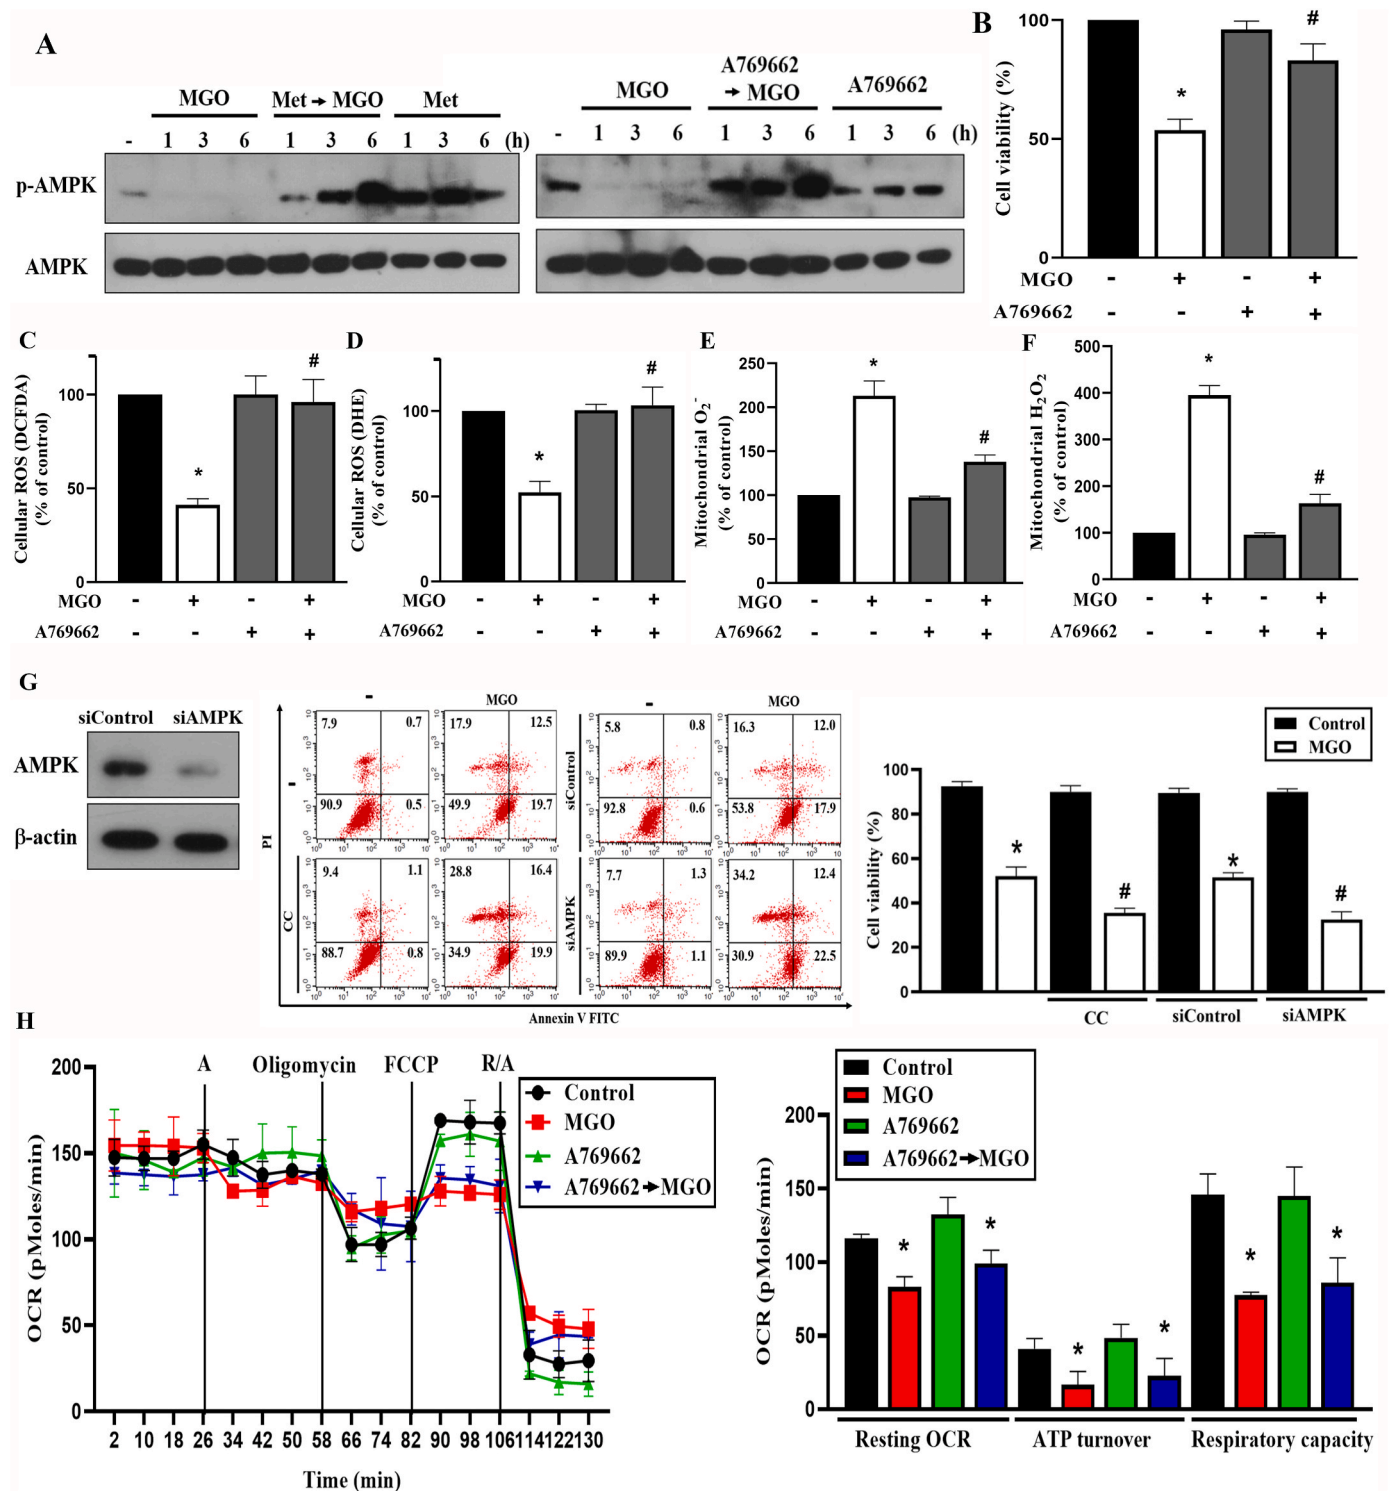 A
MGO
Met → MGO
Met
- 1 3 6 1 3 6 1 3 6 (h)
p-AMPK
AMPK
MGO
A769662
→ MGO
A769662
- 1 3 6 1 3 6 1 3 6 (h)
B
Cell viability (%)
100
50
0
MGO - + - +
A769662 - - + +
C
Cellular ROS (DCFDA)
(% of control)
100
50
0
*
#
MGO - + - +
A769662 - - + +
D
Cellular ROS (DHE)
(% of control)
100
50
0
*
#
MGO - + - +
A769662 - - + +
E
Mitochondrial O2-
(% of control)
250
200
150
100
50
0
*
#
MGO - + - +
A769662 - - + +
F
Mitochondrial H2O2
(% of control)
500
400
300
200
100
0
*
#
MGO - + - +
A769662 - - + +
G
siControl siAMPK
AMPK
β-actin
- MGO
7.9 0.7 17.9 12.5
90.9 0.5 49.9 19.7
CC
9.4 1.1 28.8 16.4
88.7 0.8 34.9 19.9
- MGO
siControl
5.8 0.8 16.3 12.0
92.8 0.6 53.8 17.9
siAMPK
7.7 1.3 34.2 12.4
89.9 1.1 30.9 22.5
PI
Annexin V FITC
Control
MGO
Cell viability (%)
100
80
60
40
20
0
* # * #
CC siControl siAMPK
H
A Oligomycin FCCP R/A
Control
MGO
A769662
A769662→MGO
OCR (pMoles/min)
200
150
100
50
0
2 10 18 26 34 42 50 58 66 74 82 90 98 106 114 122 130
Time (min)
Control
MGO
A769662
A769662→MGO
OCR (pMoles/min)
200
150
100
50
0
* * * * * *
Resting OCR ATP turnover Respiratory capacity